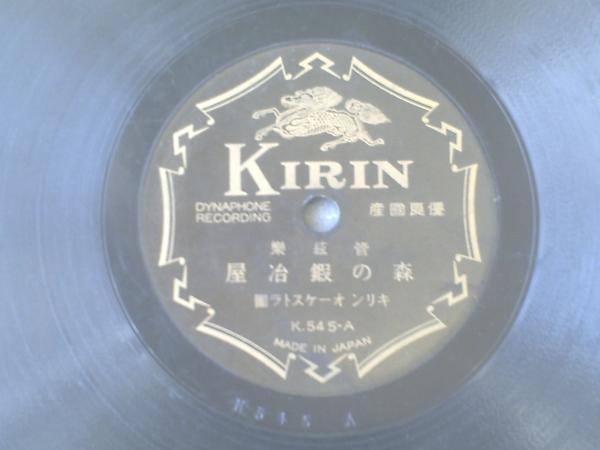 KIRIN
DYNAPHONE
RECORDING
優良國産
管絃樂
森の鍛冶屋
キリンオーケストラ團
K.545-A
MADE IN JAPAN
K545 A